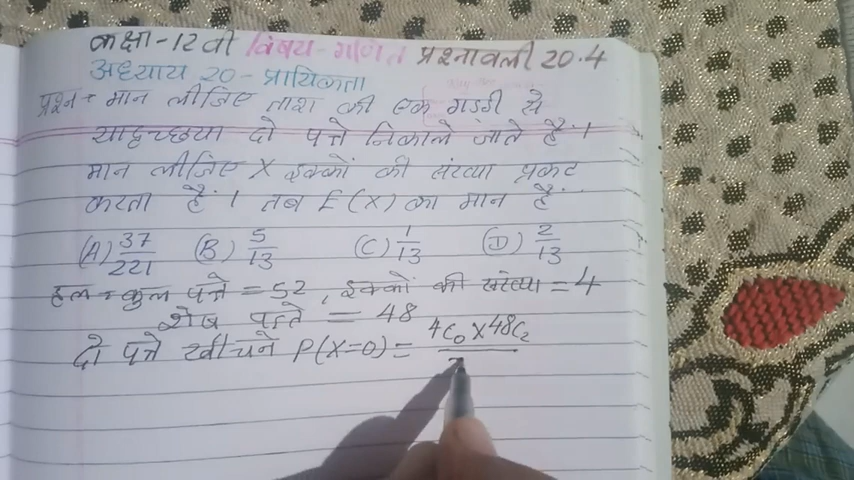 कक्षा-12वी विषय-गणित प्रश्नावली 20.4
अध्याय 20-प्रायिकता
प्रश्न → मान लीजिए ताश की एक गड्डी से
यादृच्छया दो पत्ते निकाले जाते हैं।
मान लीजिए X इक्कों की संख्या प्रकट
करता है। तब E(X) का मान है
(A) 37/221 (B) 5/13 (C) 1/13 (D) 2/13
हल → कुल पत्ते = 52, इक्कों की संख्या = 4
शेष पत्ते = 48
दो पत्ते खींचने P(X=0) = 4C0 X 48C2